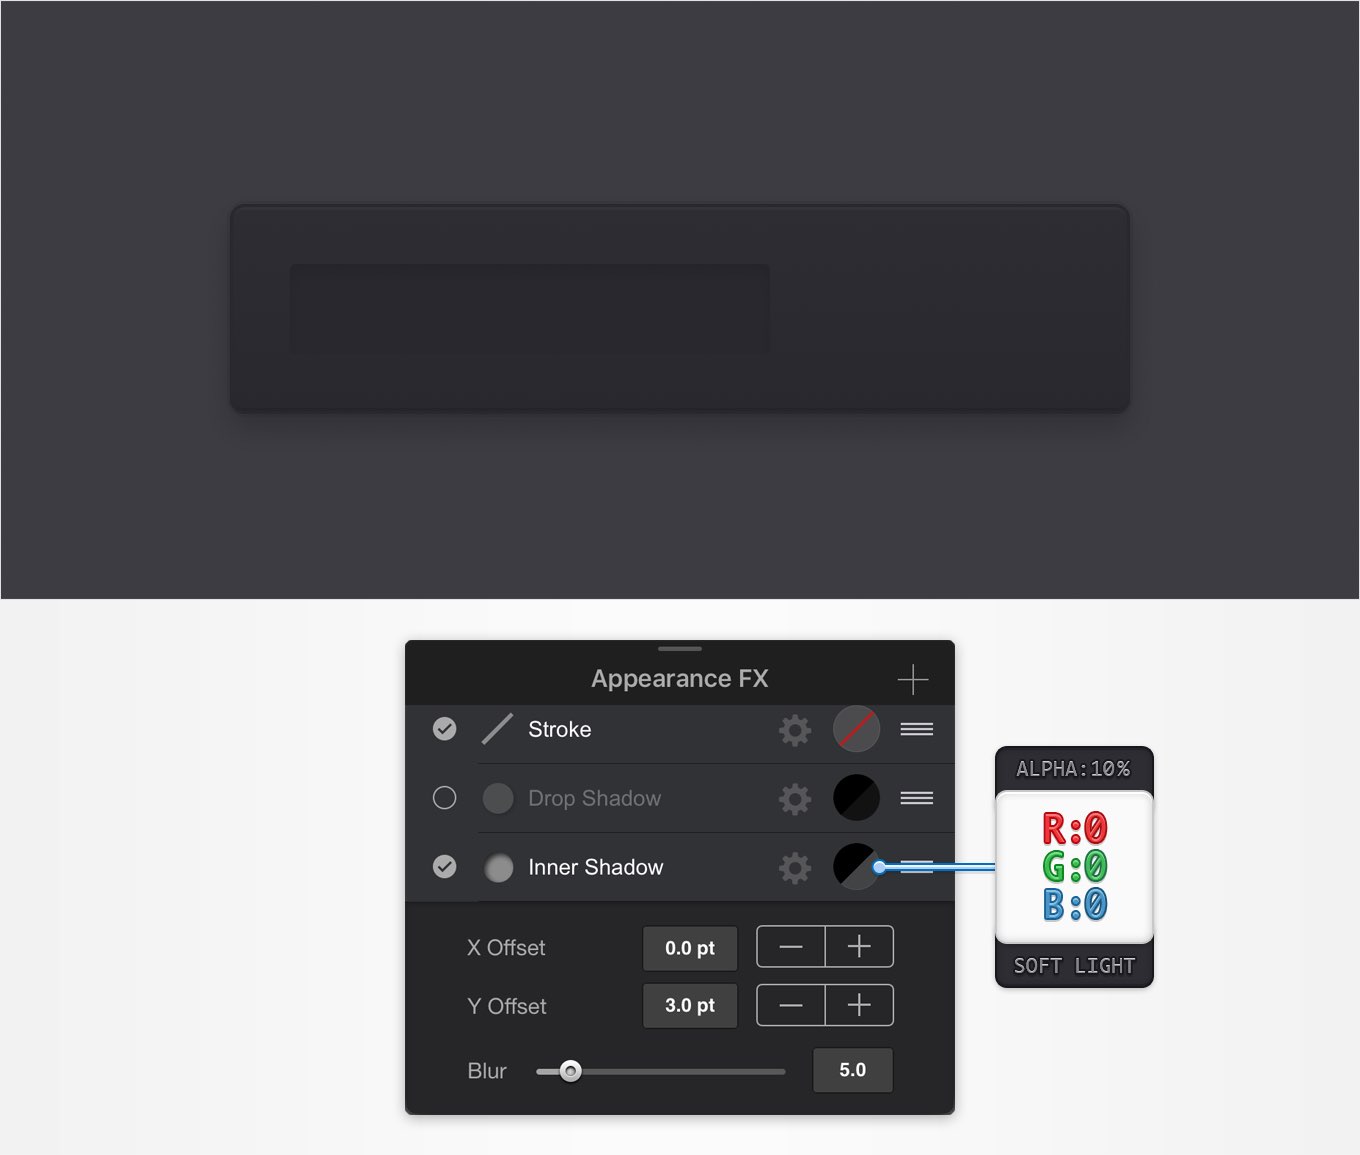 Appearance FX
Stroke
Drop Shadow
Inner Shadow
X Offset 0.0 pt
Y Offset 3.0 pt
Blur 5.0
ALPHA:10%
R:0
G:0
B:0
SOFT LIGHT